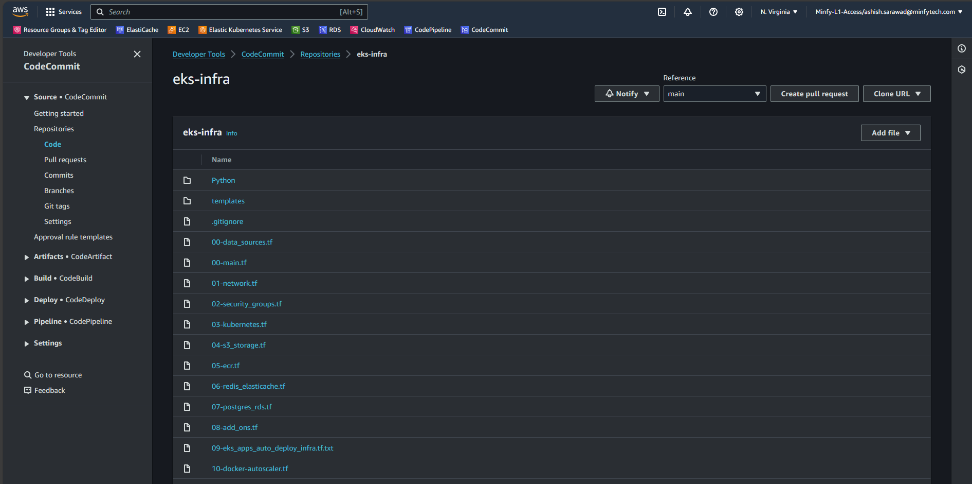 aws Services Search [Alt+S] N. Virginia Minfy-L1-Access/ashish.sarawad@minfytech.com
Resource Groups & Tag Editor ElastiCache EC2 Elastic Kubernetes Service S3 RDS CloudWatch CodePipeline CodeCommit
Developer Tools
CodeCommit
Source • CodeCommit
Getting started
Repositories
Code
Pull requests
Commits
Branches
Git tags
Settings
Approval rule templates
Artifacts • CodeArtifact
Build • CodeBuild
Deploy • CodeDeploy
Pipeline • CodePipeline
Settings
Go to resource
Feedback
Developer Tools > CodeCommit > Repositories > eks-infra
eks-infra
Reference
Notify main Create pull request Clone URL
eks-infra Info Add file
Name
Python
templates
.gitignore
00-data_sources.tf
00-main.tf
01-network.tf
02-security_groups.tf
03-kubernetes.tf
04-s3_storage.tf
05-ecr.tf
06-redis_elasticache.tf
07-postgres_rds.tf
08-add_ons.tf
09-eks_apps_auto_deploy_infra.tf.txt
10-docker-autoscaler.tf